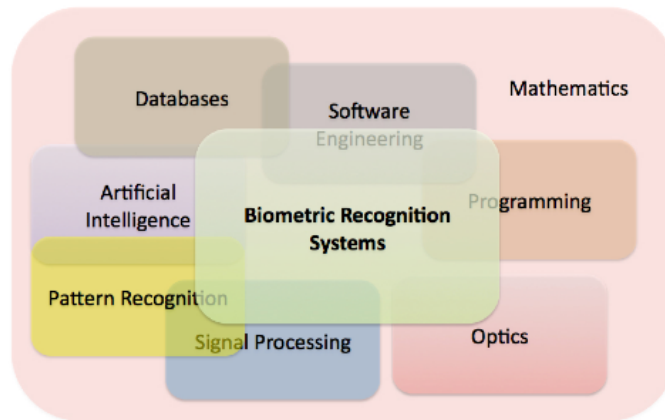 Databases
Software
Engineering
Mathematics
Artificial
Intelligence
Biometric Recognition
Systems
Programming
Pattern Recognition
Signal Processing
Optics